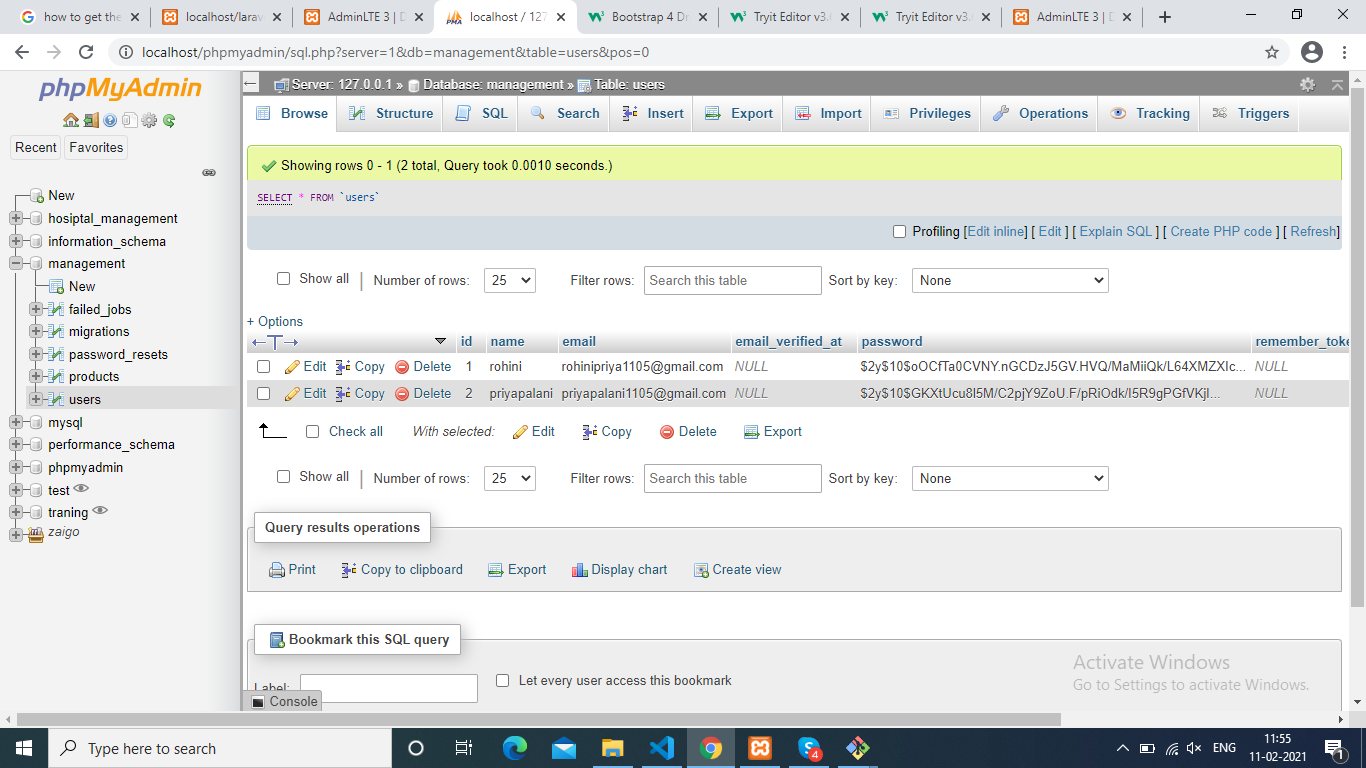 how to get the
localhost/larav
AdminLTE 3 | D
localhost / 127
Bootstrap 4 Dr
Tryit Editor v3.
Tryit Editor v3.
AdminLTE 3 | D
localhost/phpmyadmin/sql.php?server=1&db=management&table=users&pos=0
phpMyAdmin
Recent Favorites
New
hosiptal_management
information_schema
management
New
failed_jobs
migrations
password_resets
products
users
mysql
performance_schema
phpmyadmin
test
traning
zaigo
Server: 127.0.0.1 » Database: management » Table: users
Browse Structure SQL Search Insert Export Import Privileges Operations Tracking Triggers
Showing rows 0 - 1 (2 total, Query took 0.0010 seconds.)
SELECT * FROM `users`
Profiling [Edit inline] [ Edit ] [ Explain SQL ] [ Create PHP code ] [ Refresh]
Show all | Number of rows: 25 Filter rows: Search this table Sort by key: None
+ Options
←T→ id name email email_verified_at password remember_toke
Edit Copy Delete 1 rohini rohinipriya1105@gmail.com NULL $2y$10$oOCfTa0CVNY.nGCDzJ5GV.HVQ/MaMiiQk/L64XMZXIc... NULL
Edit Copy Delete 2 priyapalani priyapalani1105@gmail.com NULL $2y$10$GKXtUcu8I5M/C2pjY9ZoU.F/pRiOdk/I5R9gPGfVKjl... NULL
Check all With selected: Edit Copy Delete Export
Show all | Number of rows: 25 Filter rows: Search this table Sort by key: None
Query results operations
Print Copy to clipboard Export Display chart Create view
Bookmark this SQL query
Label: Let every user access this bookmark
Console
Activate Windows
Go to Settings to activate Windows.
Type here to search
4
ENG
11:55
11-02-2021
1